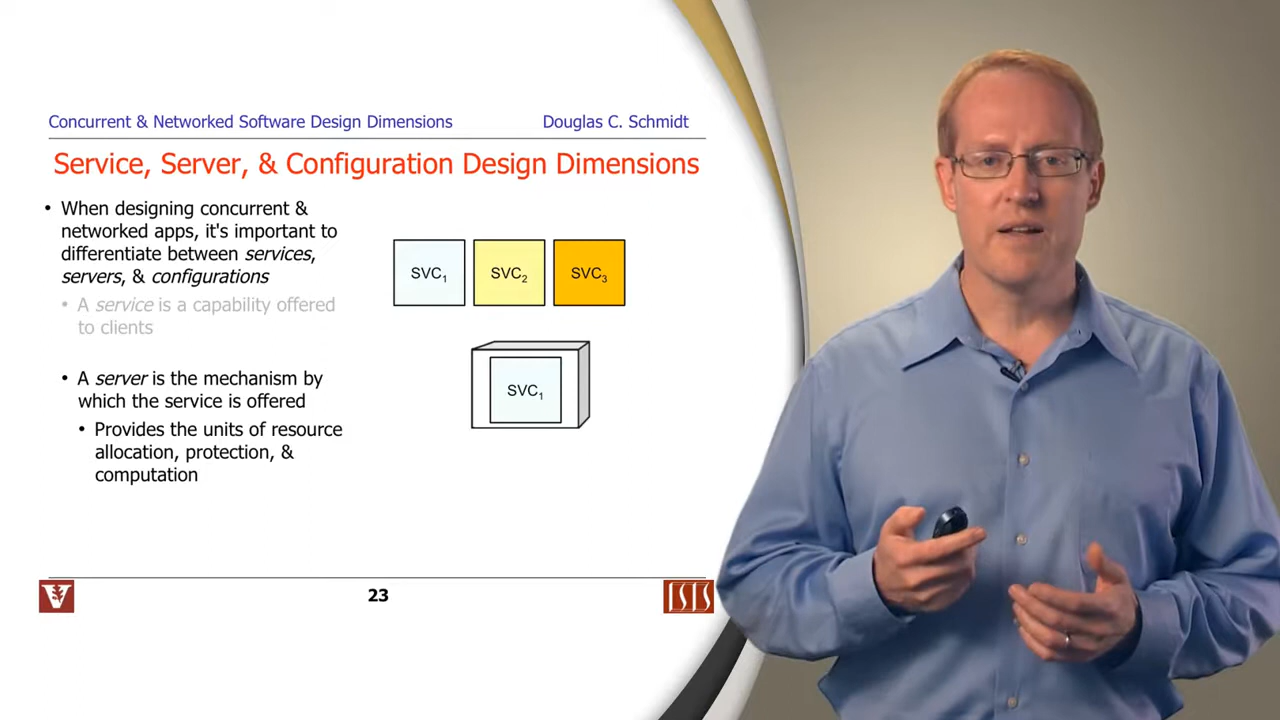 Concurrent & Networked Software Design Dimensions Douglas C. Schmidt
Service, Server, & Configuration Design Dimensions
• When designing concurrent &
networked apps, it's important to
differentiate between services,
servers, & configurations
• A service is a capability offered
to clients
• A server is the mechanism by
which the service is offered
• Provides the units of resource
allocation, protection, &
computation
SVC1 SVC2 SVC3
SVC1
V 23 ISIS